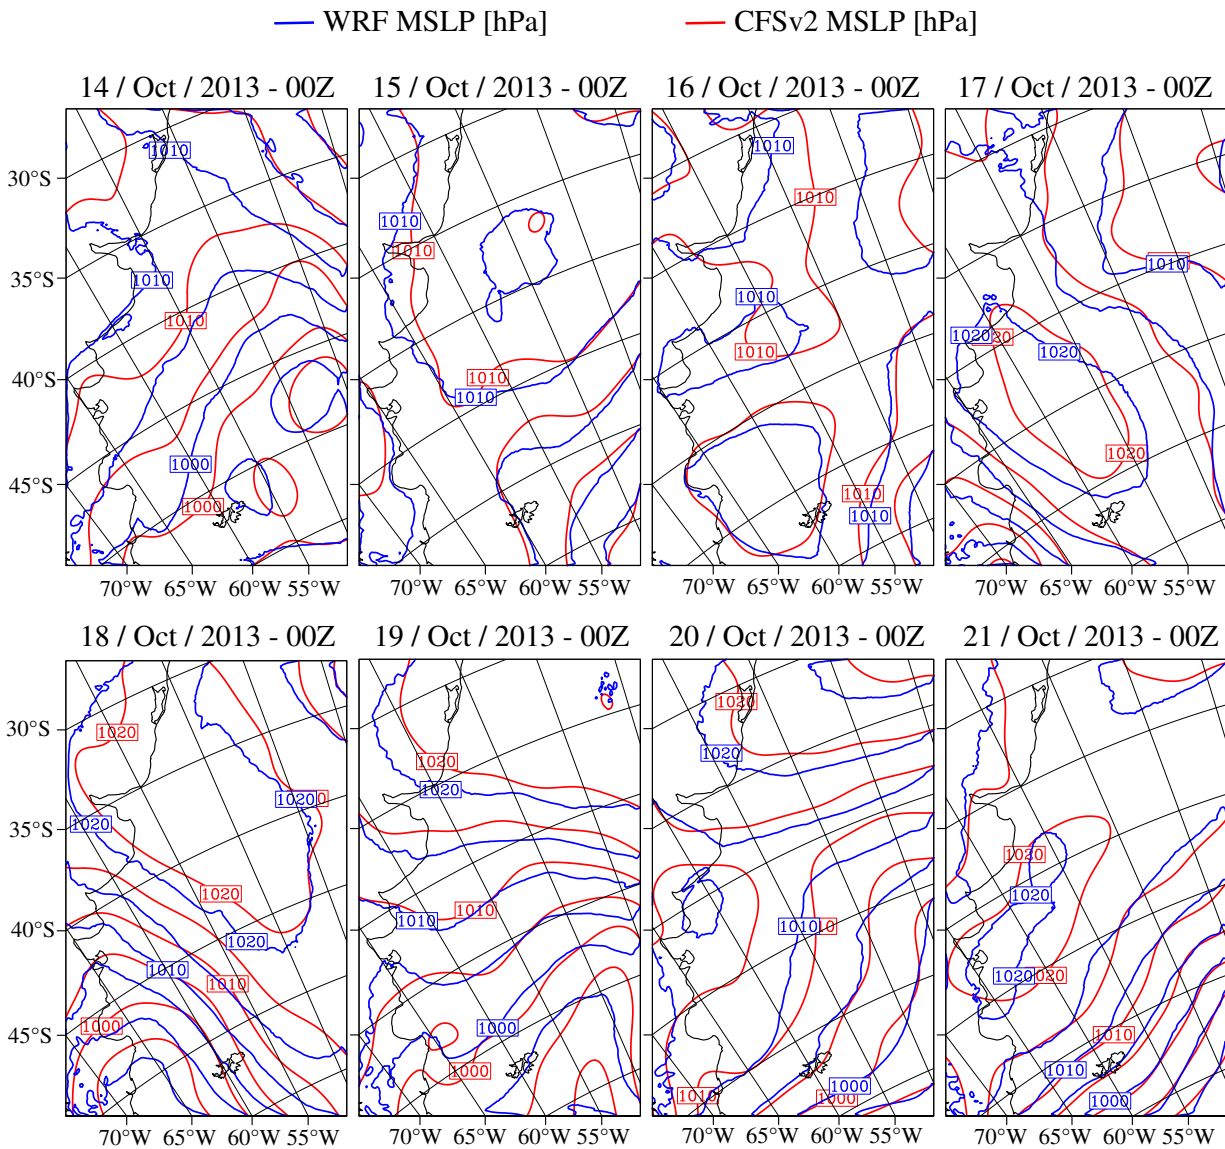 WRF MSLP [hPa] CFSv2 MSLP [hPa]
14 / Oct / 2013 - 00Z 15 / Oct / 2013 - 00Z 16 / Oct / 2013 - 00Z 17 / Oct / 2013 - 00Z
1010 1010
1010
30°S
1010 1010
1010 1010
35°S 1010
1010
1010 1020 1020
1010 1020
40°S 1010
1010
1000 1020
45°S 1010
1000 1010
70°W 65°W 60°W 55°W 70°W 65°W 60°W 55°W 70°W 65°W 60°W 55°W 70°W 65°W 60°W 55°W
18 / Oct / 2013 - 00Z 19 / Oct / 2013 - 00Z 20 / Oct / 2013 - 00Z 21 / Oct / 2013 - 00Z
1020
30°S 1020
1020 1020
1020 1020
35°S 1020
1020
1020 1020
1010 1010 1010
40°S 1020
1010 1020
1010
45°S 1000 1000 1010
1000 1010
1010 1000 1000 1000
70°W 65°W 60°W 55°W 70°W 65°W 60°W 55°W 70°W 65°W 60°W 55°W 70°W 65°W 60°W 55°W